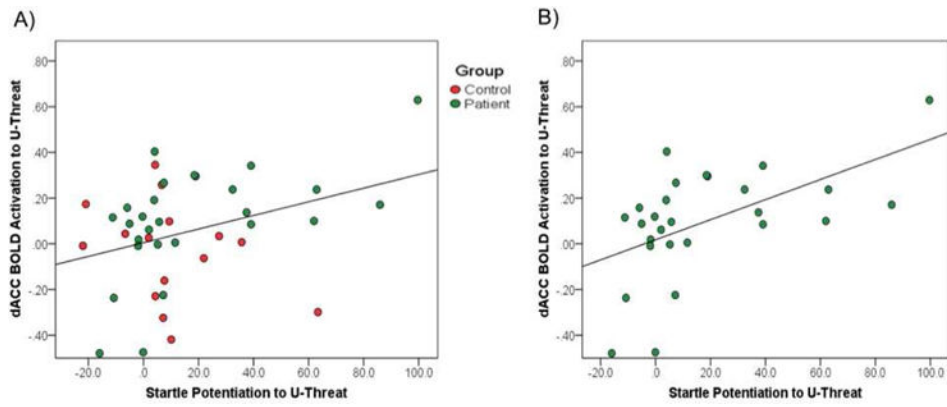 A)
B)
dACC BOLD Activation to U-Threat
.80
.60
.40
.20
.00
-.20
-.40
-20.0 .0 20.0 40.0 60.0 80.0 100.0
Startle Potentiation to U-Threat
Group
Control
Patient
dACC BOLD Activation to U-Threat
.80
.60
.40
.20
.00
-.20
-.40
-20.0 .0 20.0 40.0 60.0 80.0 100.0
Startle Potentiation to U-Threat